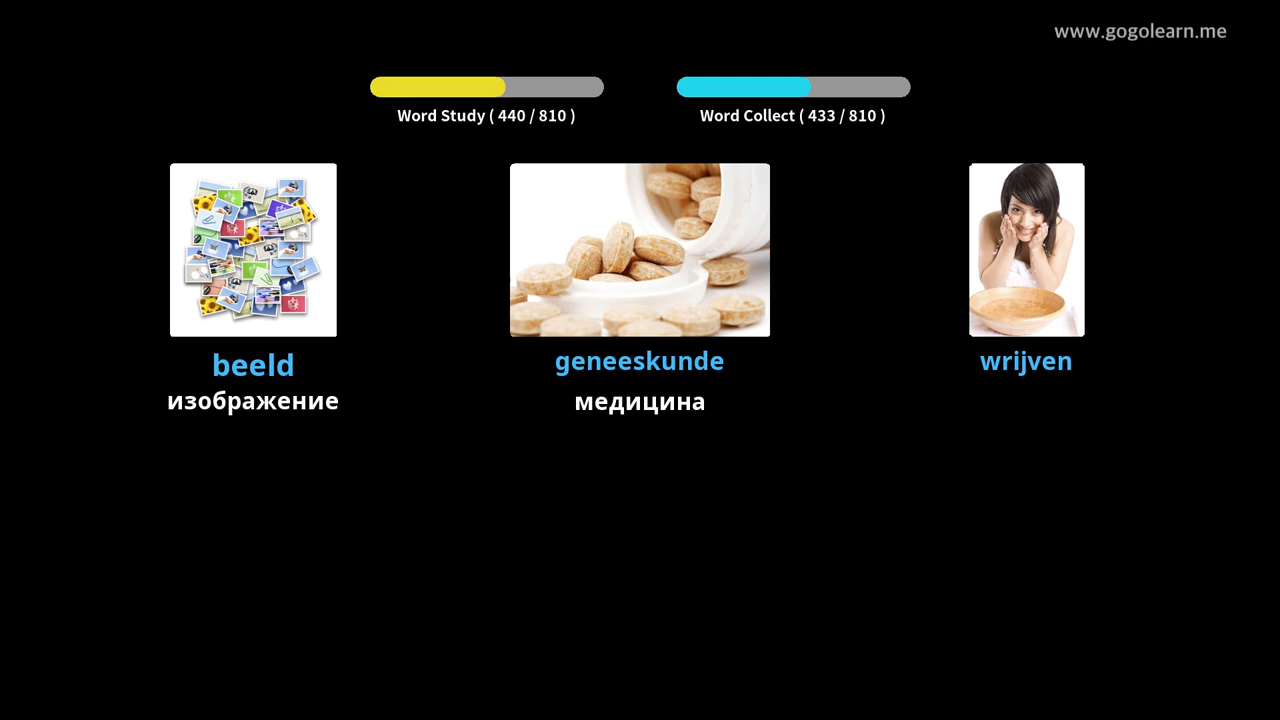 www.gogolearn.me
Word Study ( 440 / 810 )
Word Collect ( 433 / 810 )
beeld
geneeskunde
wrijven
изображение
медицина